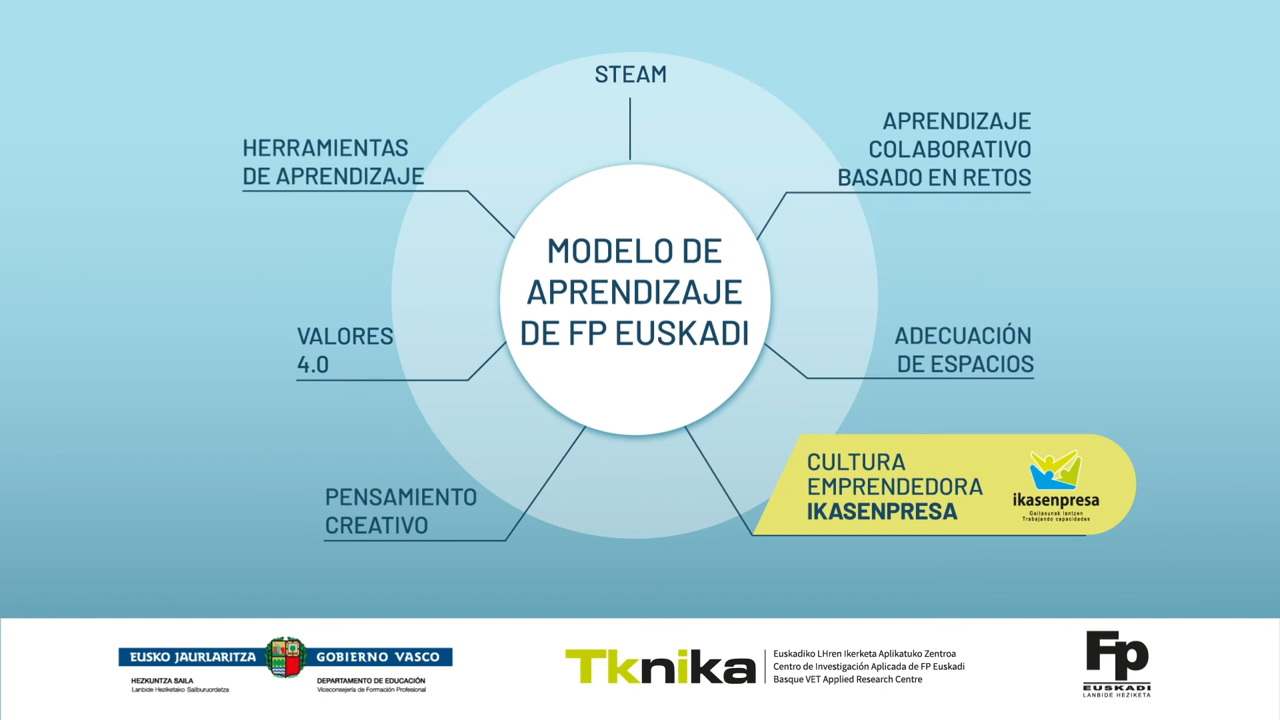 STEAM
HERRAMIENTAS
DE APRENDIZAJE
APRENDIZAJE
COLABORATIVO
BASADO EN RETOS
MODELO DE
APRENDIZAJE
DE FP EUSKADI
VALORES
4.0
ADECUACIÓN
DE ESPACIOS
PENSAMIENTO
CREATIVO
CULTURA
EMPRENDEDORA
IKASENPRESA
ikasenpresa
Gaitasunak lantzen
Trabajando capacidades
EUSKO JAURLARITZA
GOBIERNO VASCO
HEZKUNTZA SAILA
Lanbide Heziketako Sailburuordetza
DEPARTAMENTO DE EDUCACIÓN
Viceconsejería de Formación Profesional
Tknika
Euskadiko LHren Ikerketa Aplikatuko Zentroa
Centro de Investigación Aplicada de FP Euskadi
Basque VET Applied Research Centre
Fp
EUSKADI
LANBIDE HEZIKETA